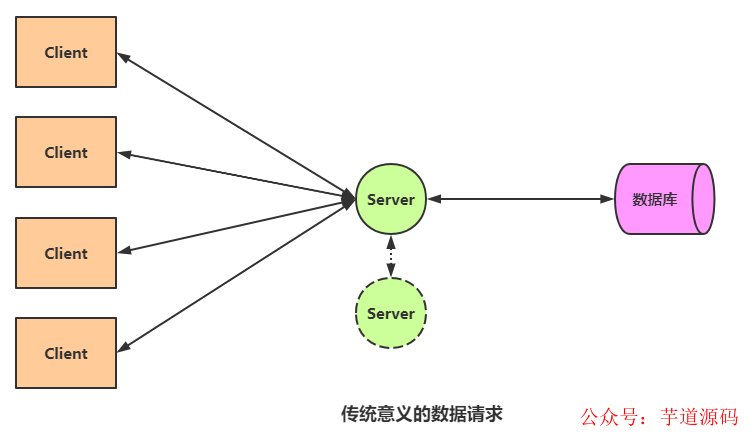 Client
Client
Client
Client
Server
Server
数据库
传统意义的数据请求
公众号：芋道源码